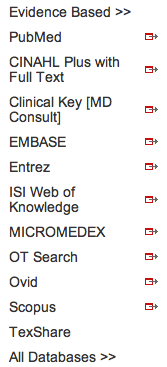 Evidence Based >>
PubMed
CINAHL Plus with
Full Text
Clinical Key [MD
Consult]
EMBASE
Entrez
ISI Web of
Knowledge
MICROMEDEX
OT Search
Ovid
Scopus
TexShare
All Databases >>